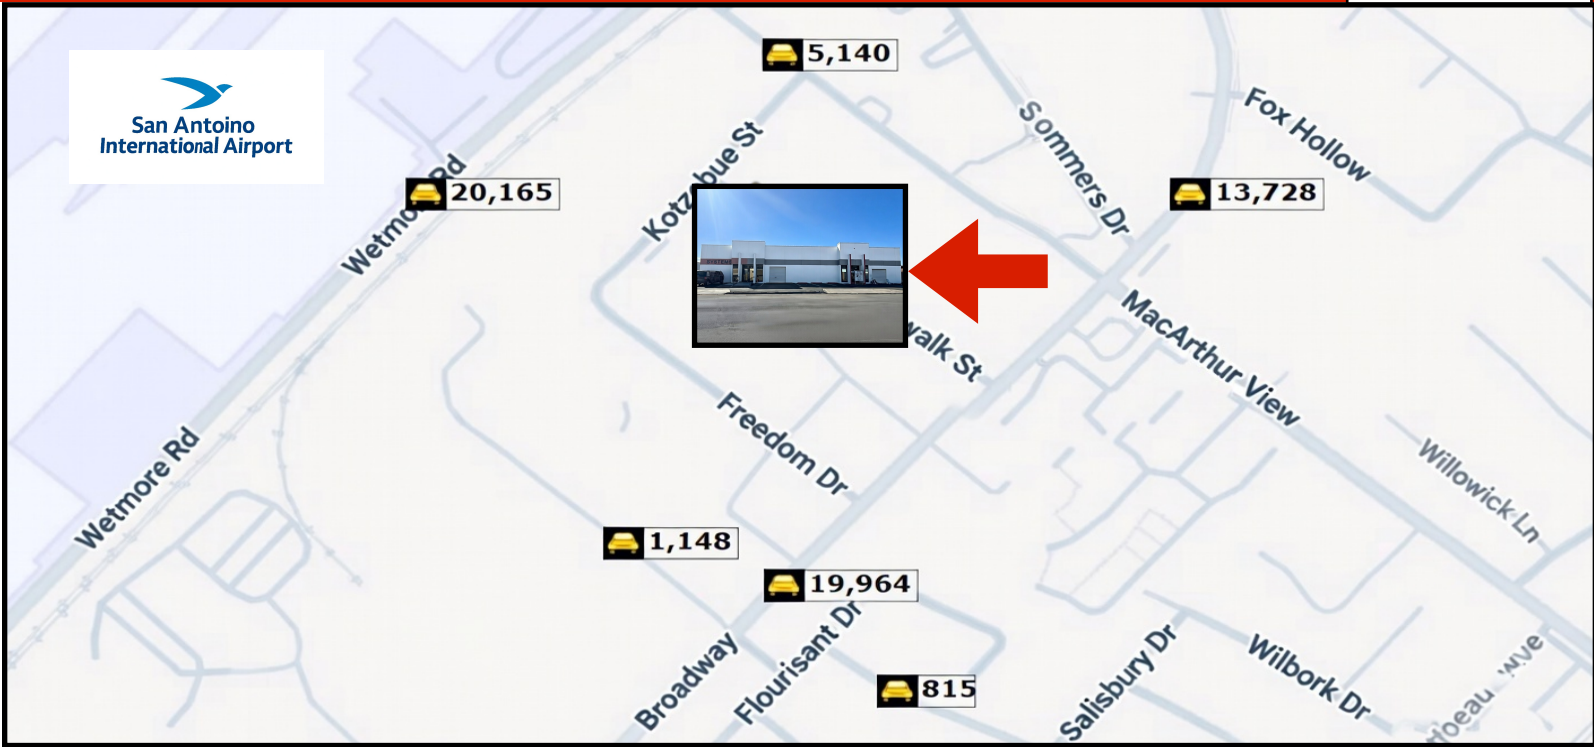 5,140
San Antoino
International Airport
Fox Hollow
Sommers Dr
Kotzebue St
Wetmore Rd
20,165
13,728
MacArthur View
walk St
Freedom Dr
Wetmore Rd
Willowick Ln
1,148
19,964
Broadway
Flourisant Dr
815
Salisbury Dr
Wilbork Dr